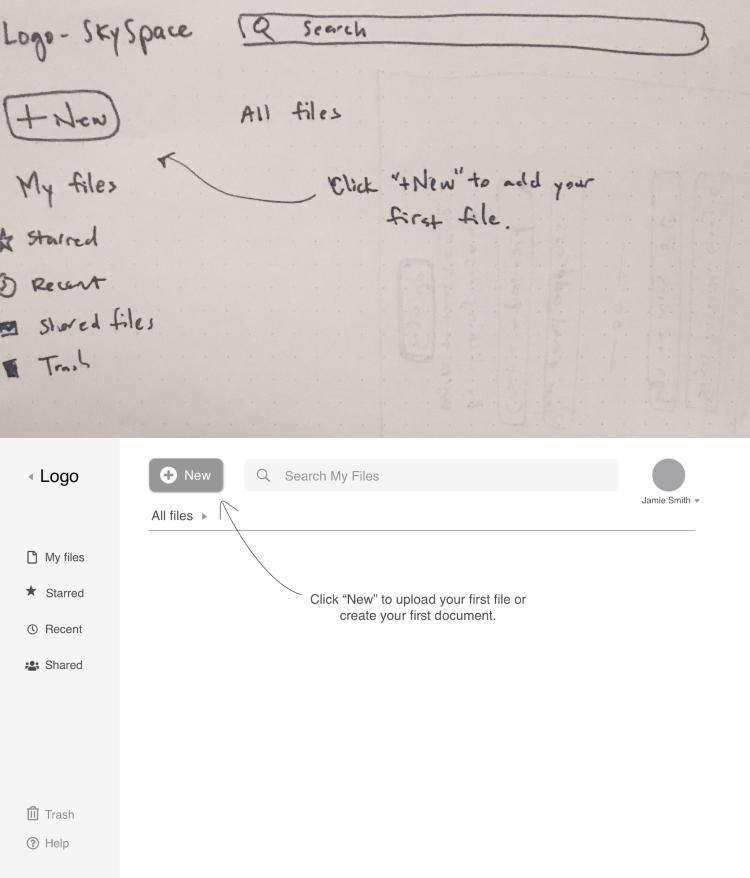 Logo - SkySpace
Search
+ New
All files
My files
Click "+New" to add your
first file.
Starred
Recent
Shared files
Trash
Logo
New
Search My Files
Jamie Smith
All files
My files
Starred
Recent
Shared
Click “New” to upload your first file or
create your first document.
Trash
Help